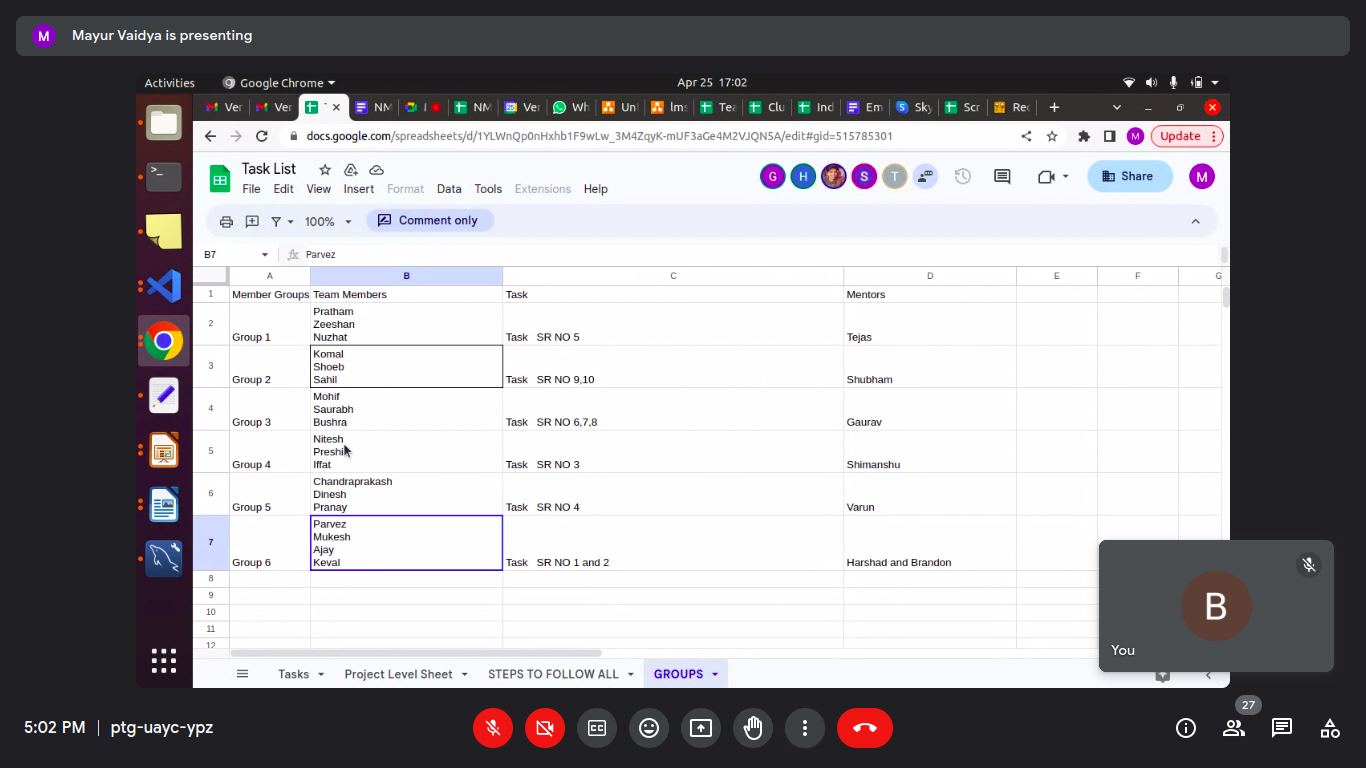 M Mayur Vaidya is presenting
Activities Google Chrome Apr 25 17:02
Ver Ver NM NM Ver Wh Unl lms Tea Clu Ind Em Sky Scr Rec
docs.google.com/spreadsheets/d/1YLWnQp0nHxhb1F9wLw_3M4ZqyK-mUF3aGe4M2VJQN5A/edit#gid=515785301 M Update
Task List
G H S T Share M
File Edit View Insert Format Data Tools Extensions Help
100% Comment only
B7 fx Parvez
A B C D E F G
1 Member Groups Team Members Task Mentors
Pratham
2 Zeeshan
Group 1 Nuzhat Task SR NO 5 Tejas
Komal
3 Shoeb
Group 2 Sahil Task SR NO 9,10 Shubham
Mohif
4 Saurabh
Group 3 Bushra Task SR NO 6,7,8 Gaurav
Nitesh
5
Group 4 Iffat Task SR NO 3 Shimanshu
Chandraprakash
6 Dinesh
Group 5 Pranay Task SR NO 4 Varun
Parvez
7 Mukesh
Ajay
Group 6 Keval Task SR NO 1 and 2 Harshad and Brandon
8
9
10
11
12
Tasks Project Level Sheet STEPS TO FOLLOW ALL GROUPS
B
You
5:02 PM | ptg-uayc-ypz
CC
27